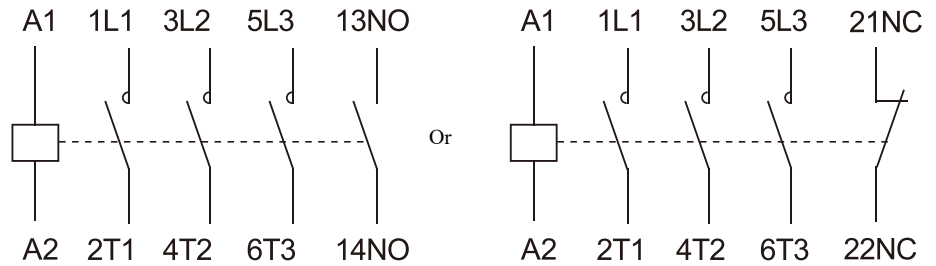 A1 1L1 3L2 5L3 13NO A1 1L1 3L2 5L3 21NC
Or
A2 2T1 4T2 6T3 14NO A2 2T1 4T2 6T3 22NC